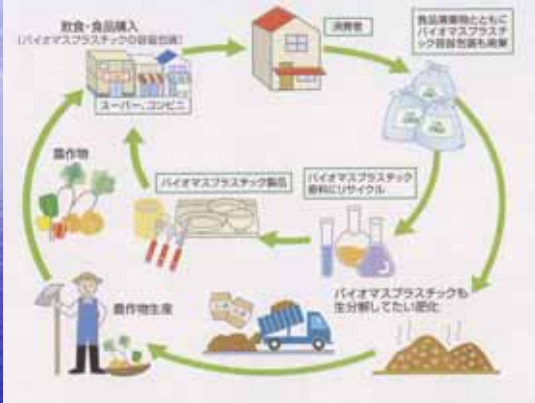 飲食・食品購入
(バイオマスプラスチックの容器包装)
スーパー、コンビニ
消費者
食品廃棄物とともに
バイオマスプラスチ
ック容器包装も廃棄
農作物
バイオマスプラスチック製品
バイオマスプラスチック
原料にリサイクル
農作物生産
バイオマスプラスチックも
生分解してたい肥化